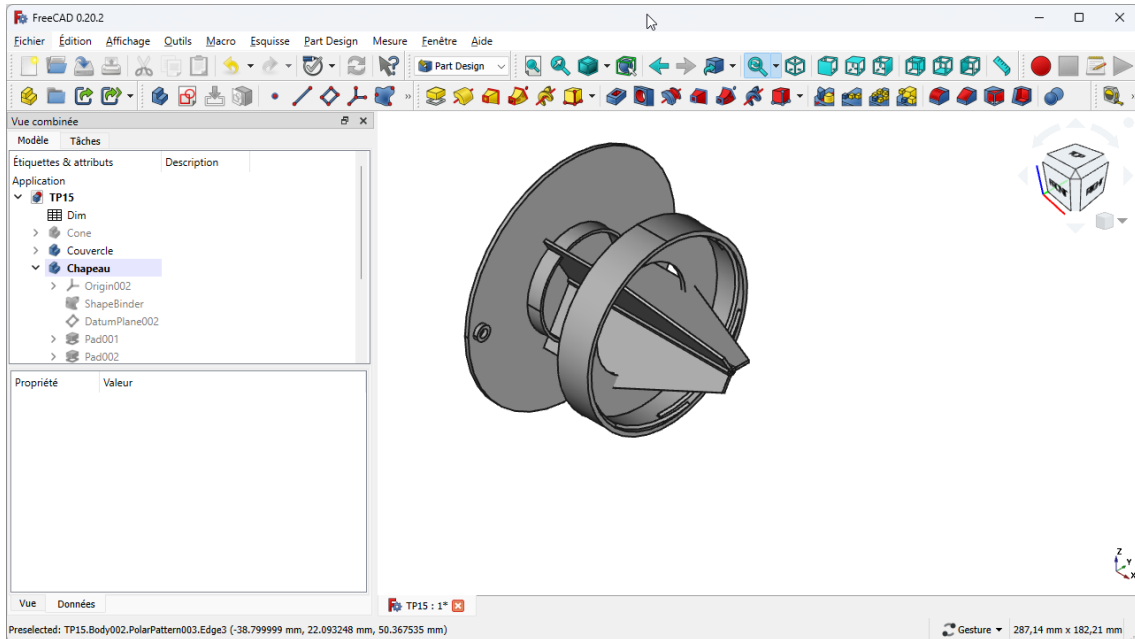 FreeCAD 0.20.2
Fichier Édition Affichage Outils Macro Esquisse Part Design Mesure Fenêtre Aide
Part Design
Vue combinée
Modèle Tâches
Étiquettes & attributs Description
Application
TP15
Dim
Cone
Couvercle
Chapeau
Origin002
ShapeBinder
DatumPlane002
Pad001
Pad002
Propriété Valeur
Z
Y
X
Vue Données
TP15 : 1*
Preselected: TP15.Body002.PolarPattern003.Edge3 (-38.799999 mm, 22.093248 mm, 50.367535 mm)
Gesture
287,14 mm x 182,21 mm